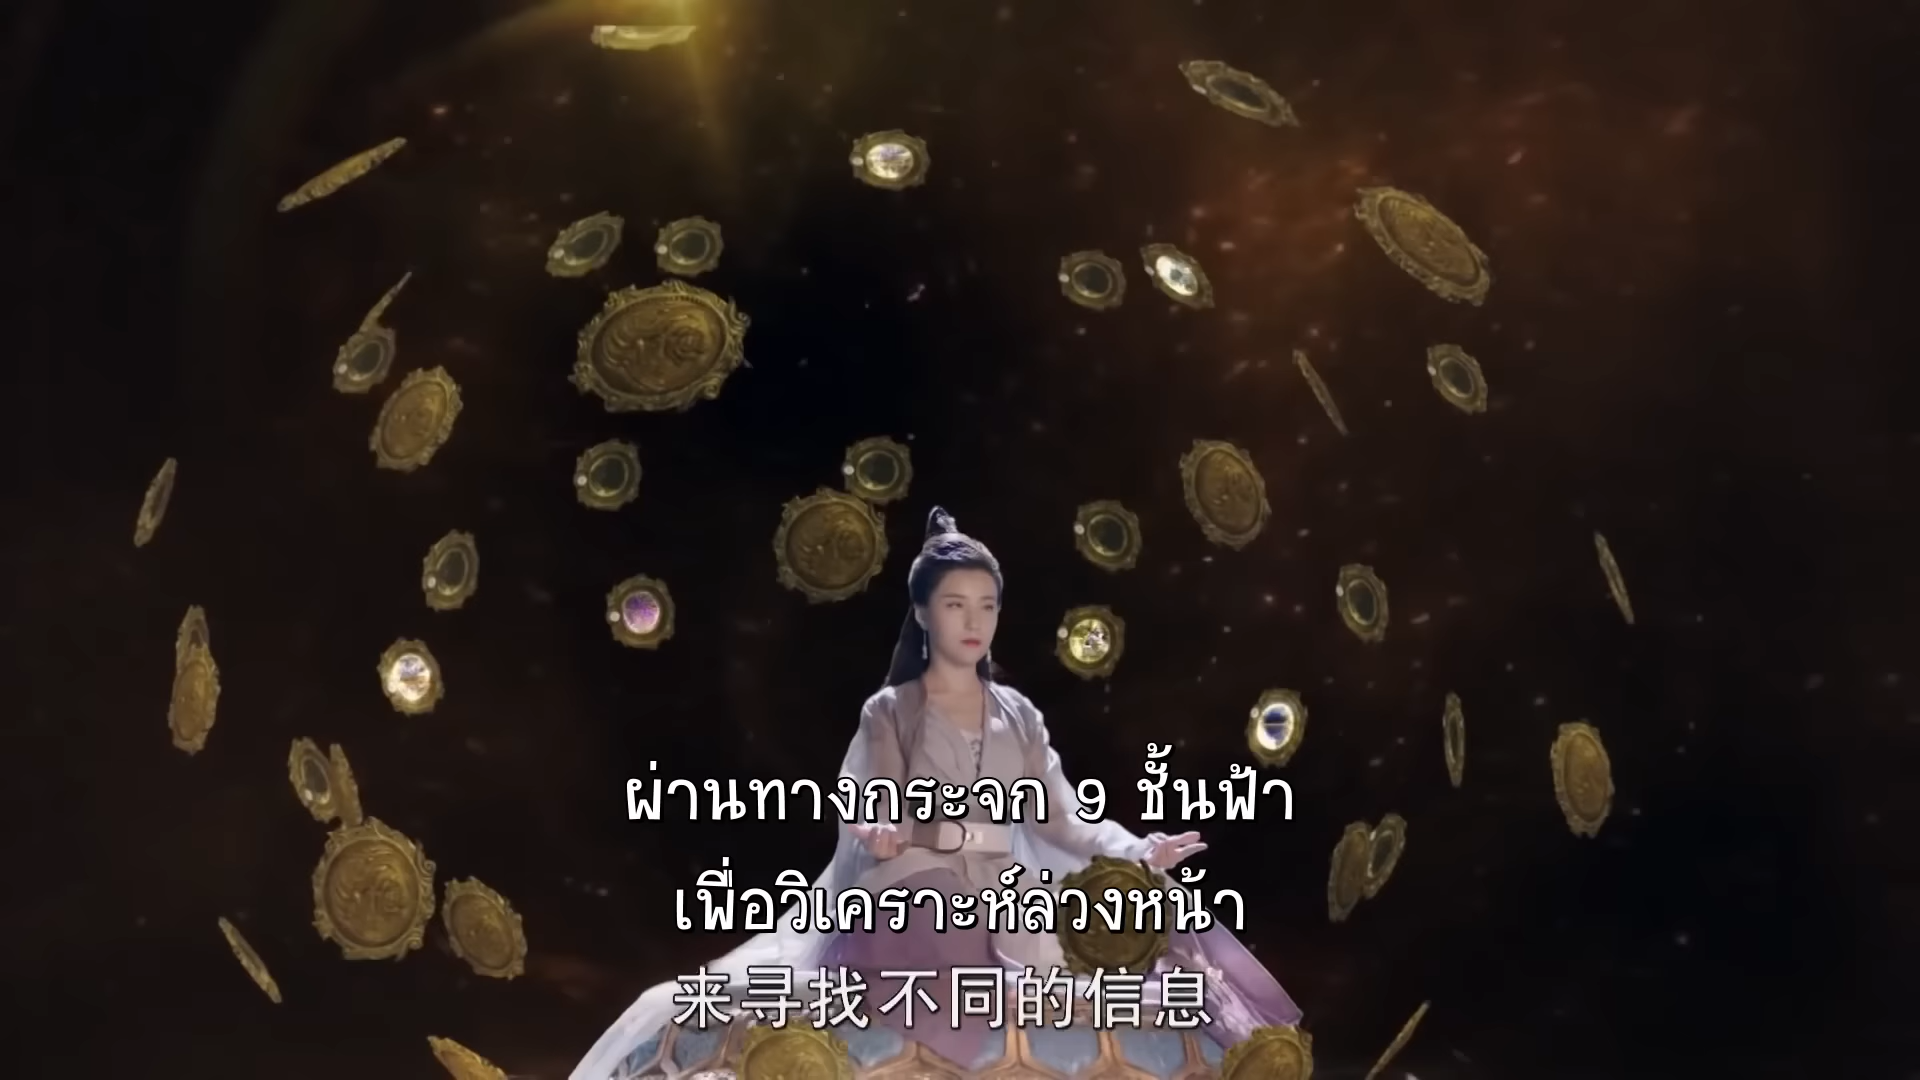 ผ่านทางกระจก 9 ชั้นฟ้า
เพื่อวิเคราะห์ล่วงหน้า
来寻找不同的信息